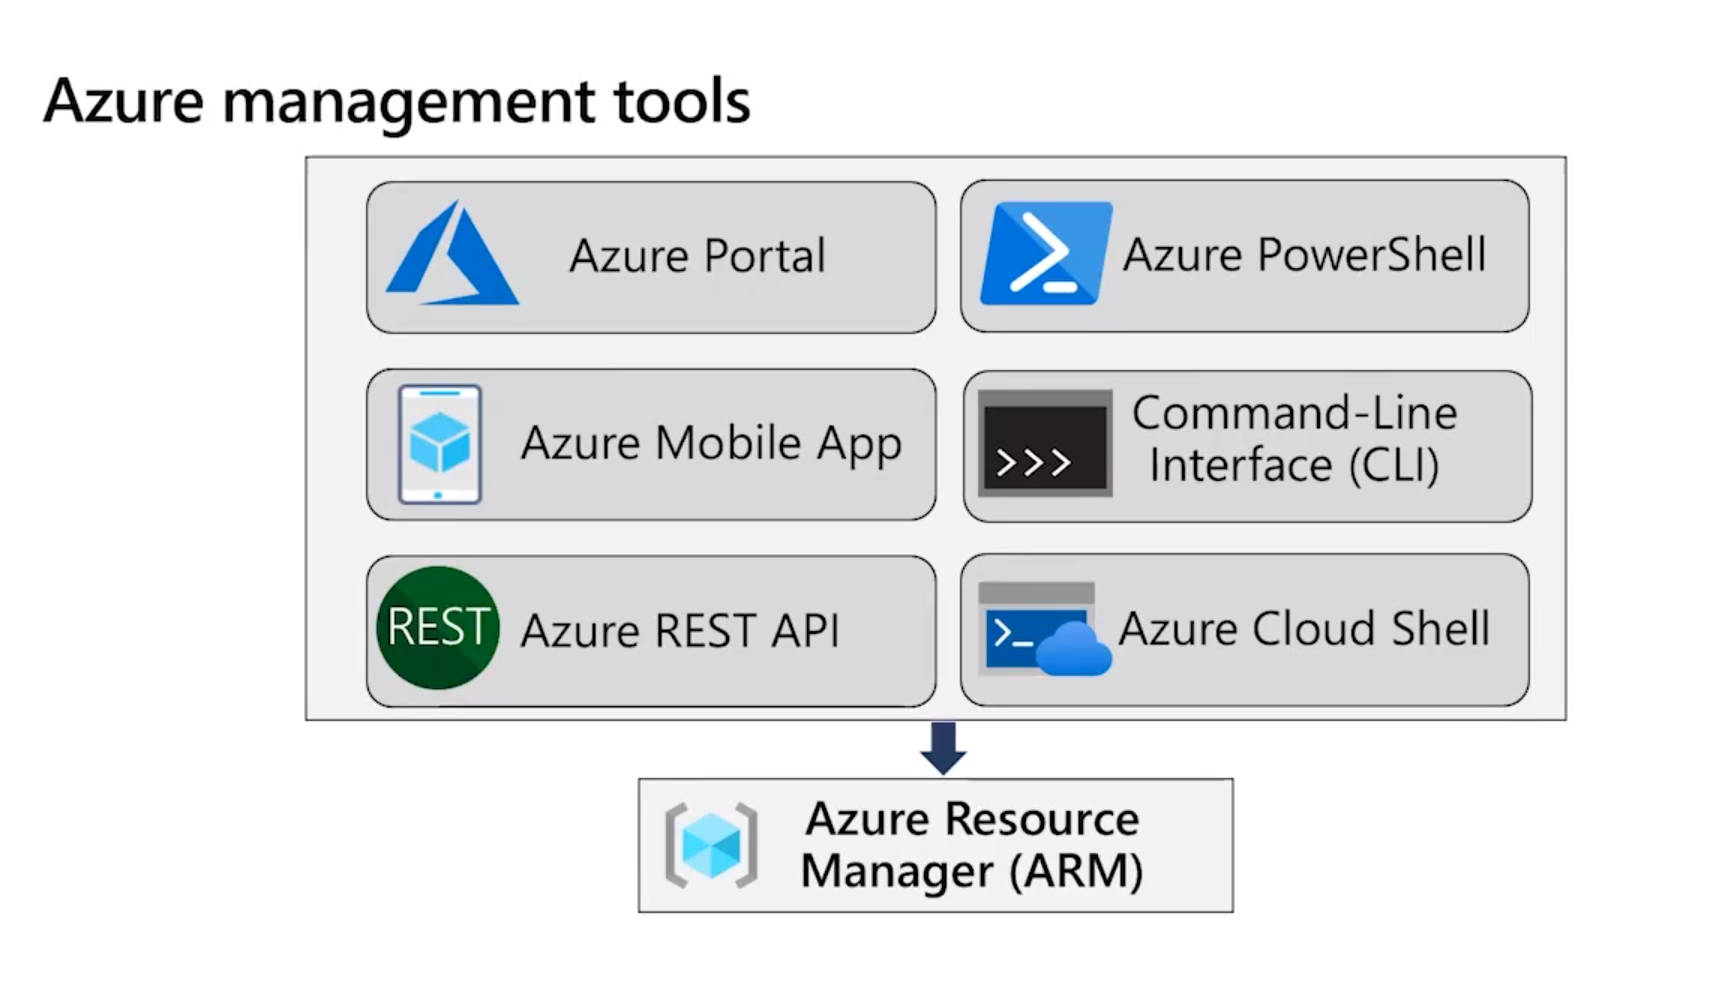 Azure management tools
Azure Portal
Azure PowerShell
Azure Mobile App
>>>
Command-Line
Interface (CLI)
REST
Azure REST API
Azure Cloud Shell
Azure Resource
Manager (ARM)